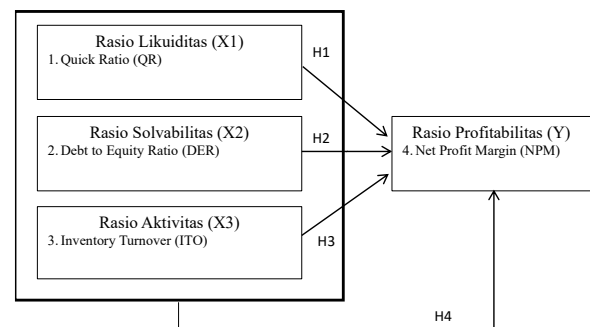 Rasio Likuiditas (X1)
1. Quick Ratio (QR)
H1
Rasio Solvabilitas (X2)
2. Debt to Equity Ratio (DER)
H2
Rasio Profitabilitas (Y)
4. Net Profit Margin (NPM)
Rasio Aktivitas (X3)
3. Inventory Turnover (ITO)
H3
H4